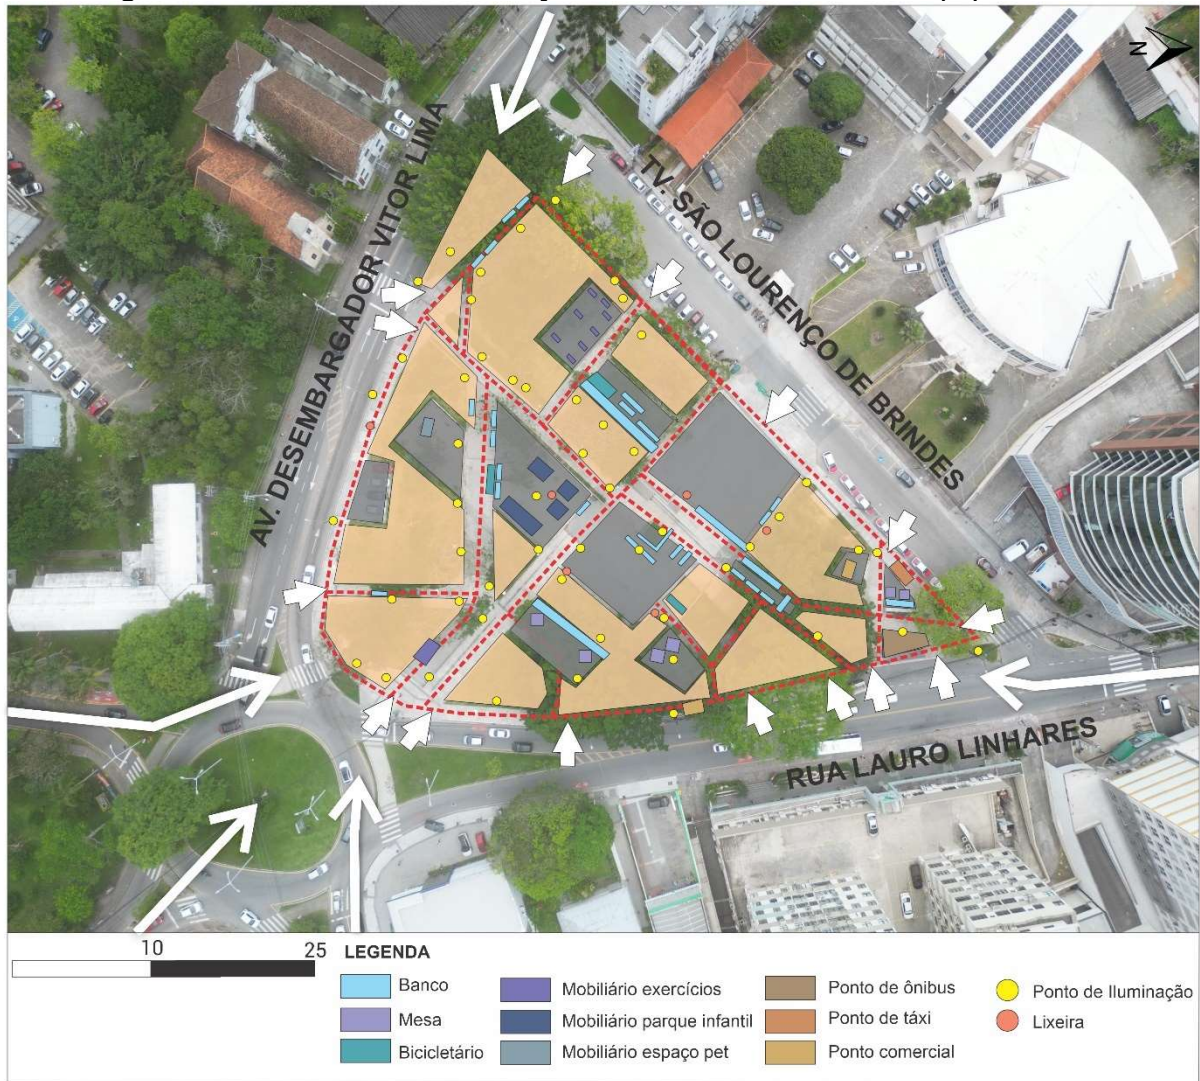 N
AV. DESEMBARGADOR VITOR LIMA
TV. SÃO LOURENÇO DE BRINDES
RUA LAURO LINHARES
10 25
LEGENDA
Banco
Mesa
Bicicletário
Mobiliário exercícios
Mobiliário parque infantil
Mobiliário espaço pet
Ponto de ônibus
Ponto de táxi
Ponto comercial
Ponto de Iluminação
Lixeira